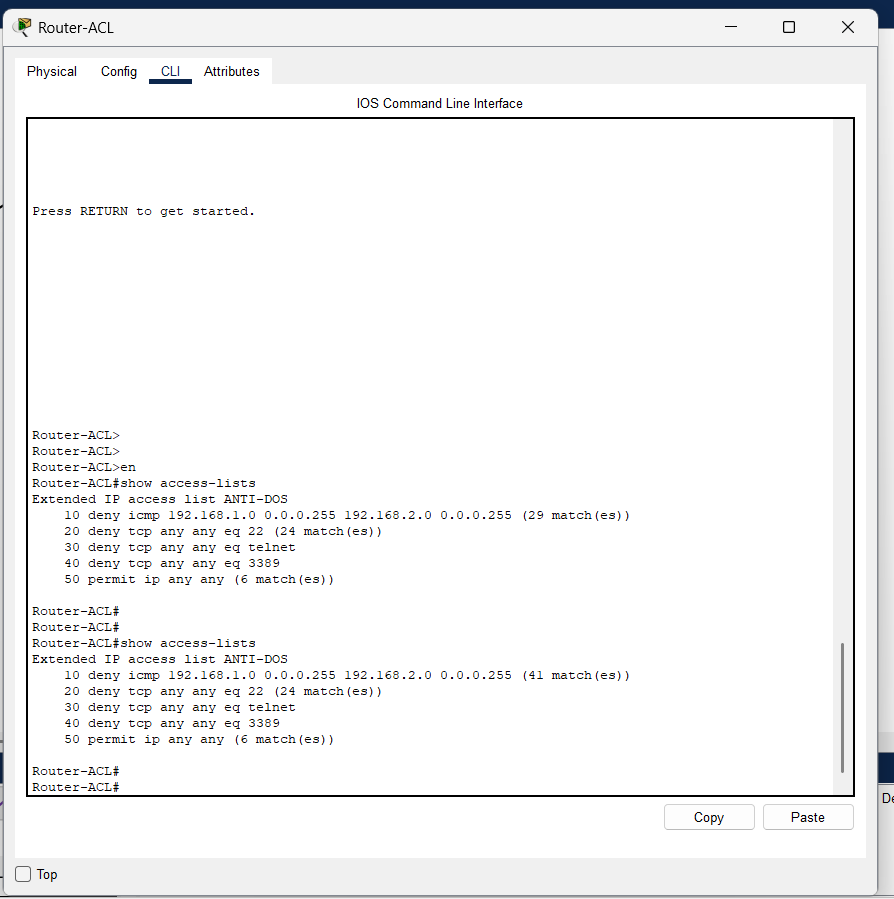 Router-ACL
Physical Config CLI Attributes
IOS Command Line Interface
Press RETURN to get started.
Router-ACL>
Router-ACL>
Router-ACL>en
Router-ACL#show access-lists
Extended IP access list ANTI-DOS
    10 deny icmp 192.168.1.0 0.0.0.255 192.168.2.0 0.0.0.255 (29 match(es))
    20 deny tcp any any eq 22 (24 match(es))
    30 deny tcp any any eq telnet
    40 deny tcp any any eq 3389
    50 permit ip any any (6 match(es))
Router-ACL#
Router-ACL#
Router-ACL#show access-lists
Extended IP access list ANTI-DOS
    10 deny icmp 192.168.1.0 0.0.0.255 192.168.2.0 0.0.0.255 (41 match(es))
    20 deny tcp any any eq 22 (24 match(es))
    30 deny tcp any any eq telnet
    40 deny tcp any any eq 3389
    50 permit ip any any (6 match(es))
Router-ACL#
Router-ACL#
Copy Paste
Top